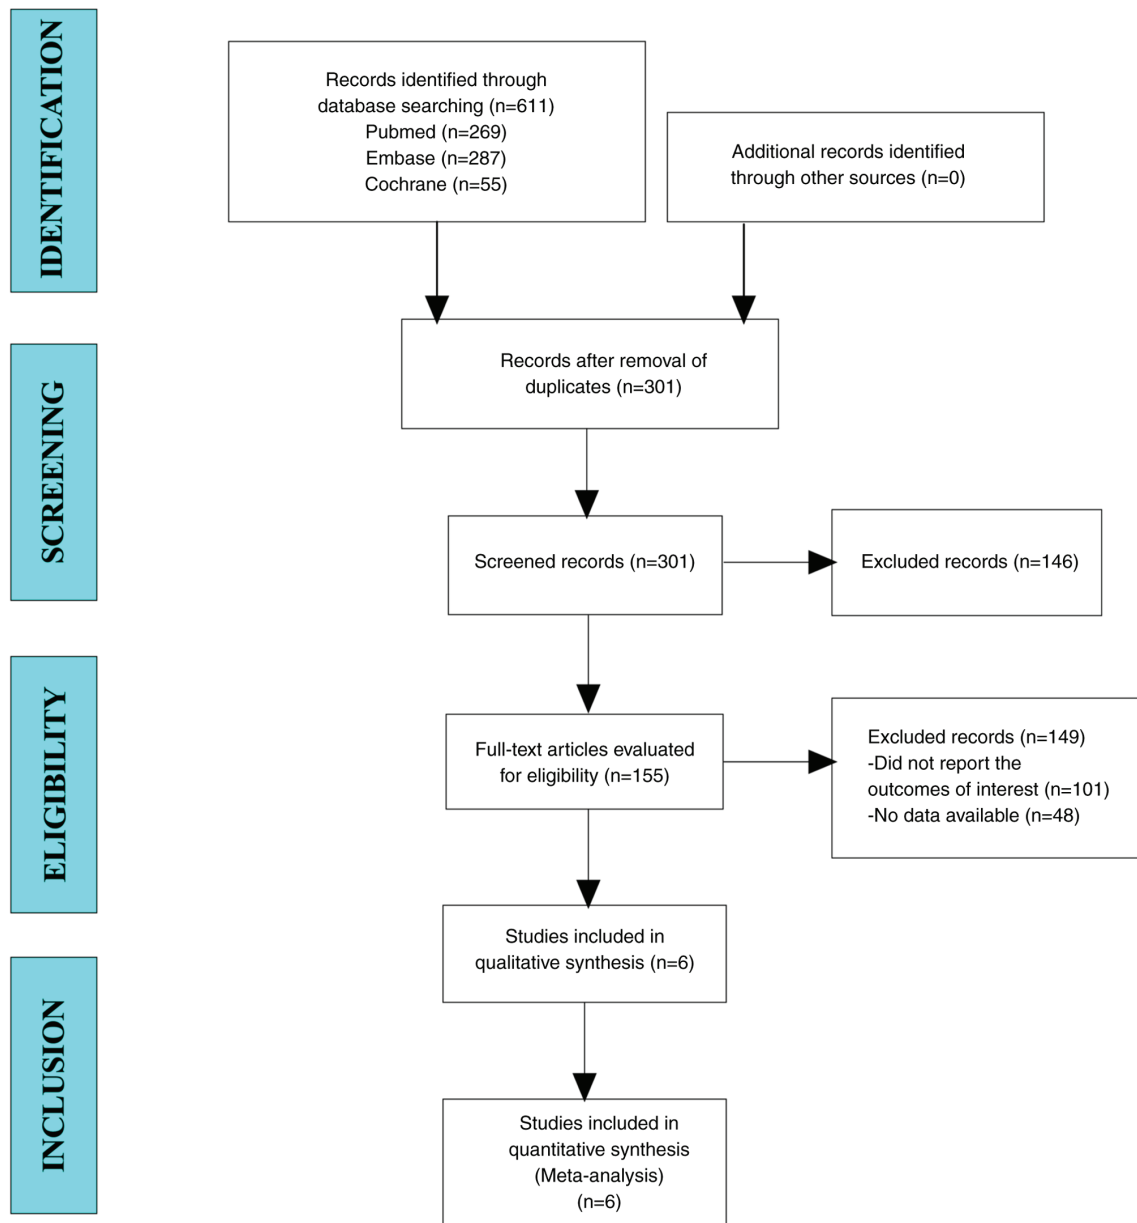 IDENTIFICATION
Records identified through
database searching (n=611)
Pubmed (n=269)
Embase (n=287)
Cochrane (n=55)
Additional records identified
through other sources (n=0)
Records after removal of
duplicates (n=301)
SCREENING
Screened records (n=301)
Excluded records (n=146)
ELIGIBILITY
Full-text articles evaluated
for eligibility (n=155)
Excluded records (n=149)
-Did not report the
outcomes of interest (n=101)
-No data available (n=48)
Studies included in
qualitative synthesis (n=6)
INCLUSION
Studies included in
quantitative synthesis
(Meta-analysis)
(n=6)